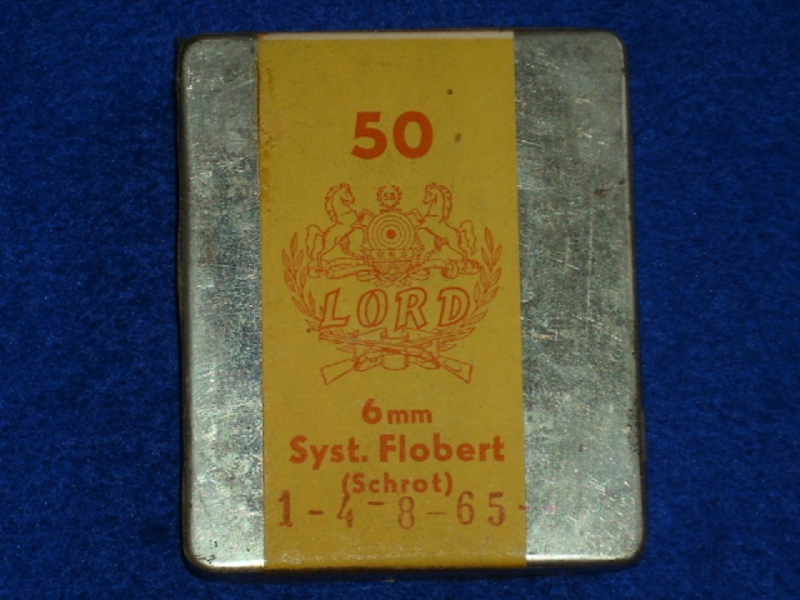 50
LORD
6mm
Syst. Flobert
(Schrot)
1-4-8-65-